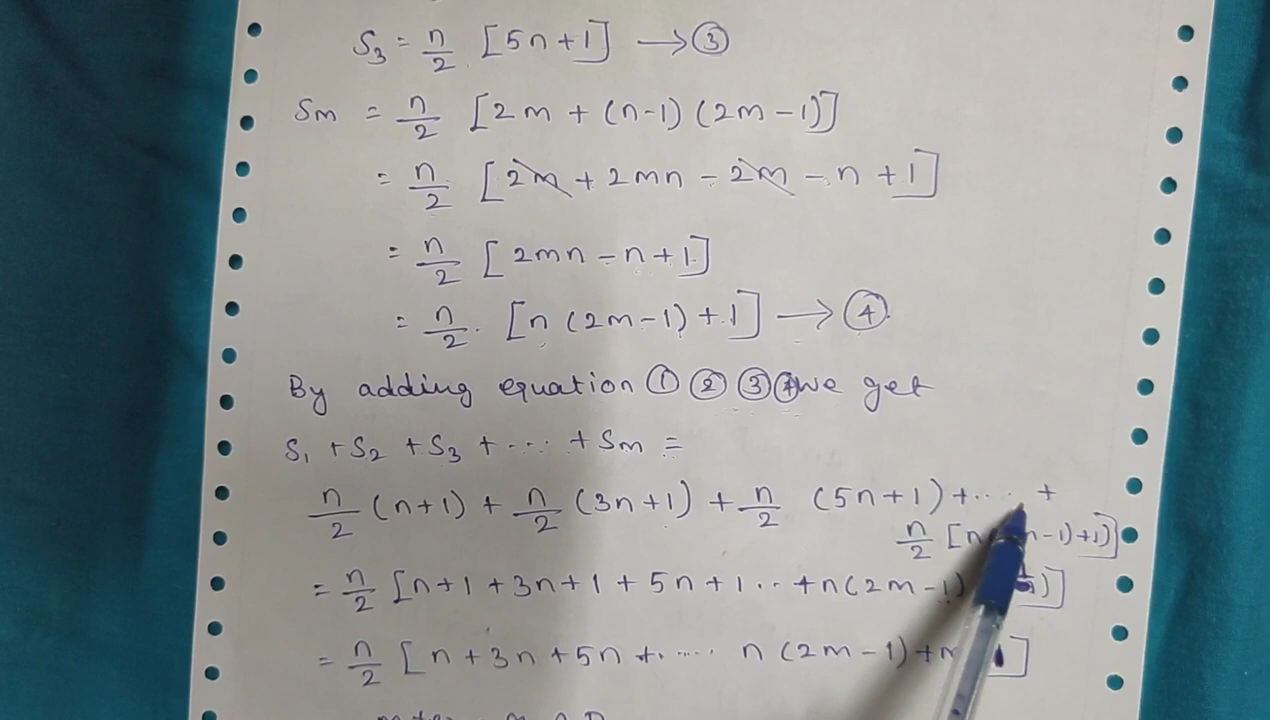 S₃ = n/2 [5n+1] → ③
Sm = n/2 [2m + (n-1) (2m-1)]
= n/2 [2m + 2mn - 2m - n + 1]
= n/2 [2mn - n + 1]
= n/2 . [n (2m-1) + 1] → ④
By adding equation ① ② ③ ④ we get
S₁ + S₂ + S₃ + .... + Sm =
n/2 (n+1) + n/2 (3n+1) + n/2 (5n+1) + ... +
n/2 [n -1)+1)]
= n/2 [n+1 + 3n+1 + 5n+1 .. + n(2m-1) )]
= n/2 [n + 3n + 5n + ..... n (2m-1) + ]